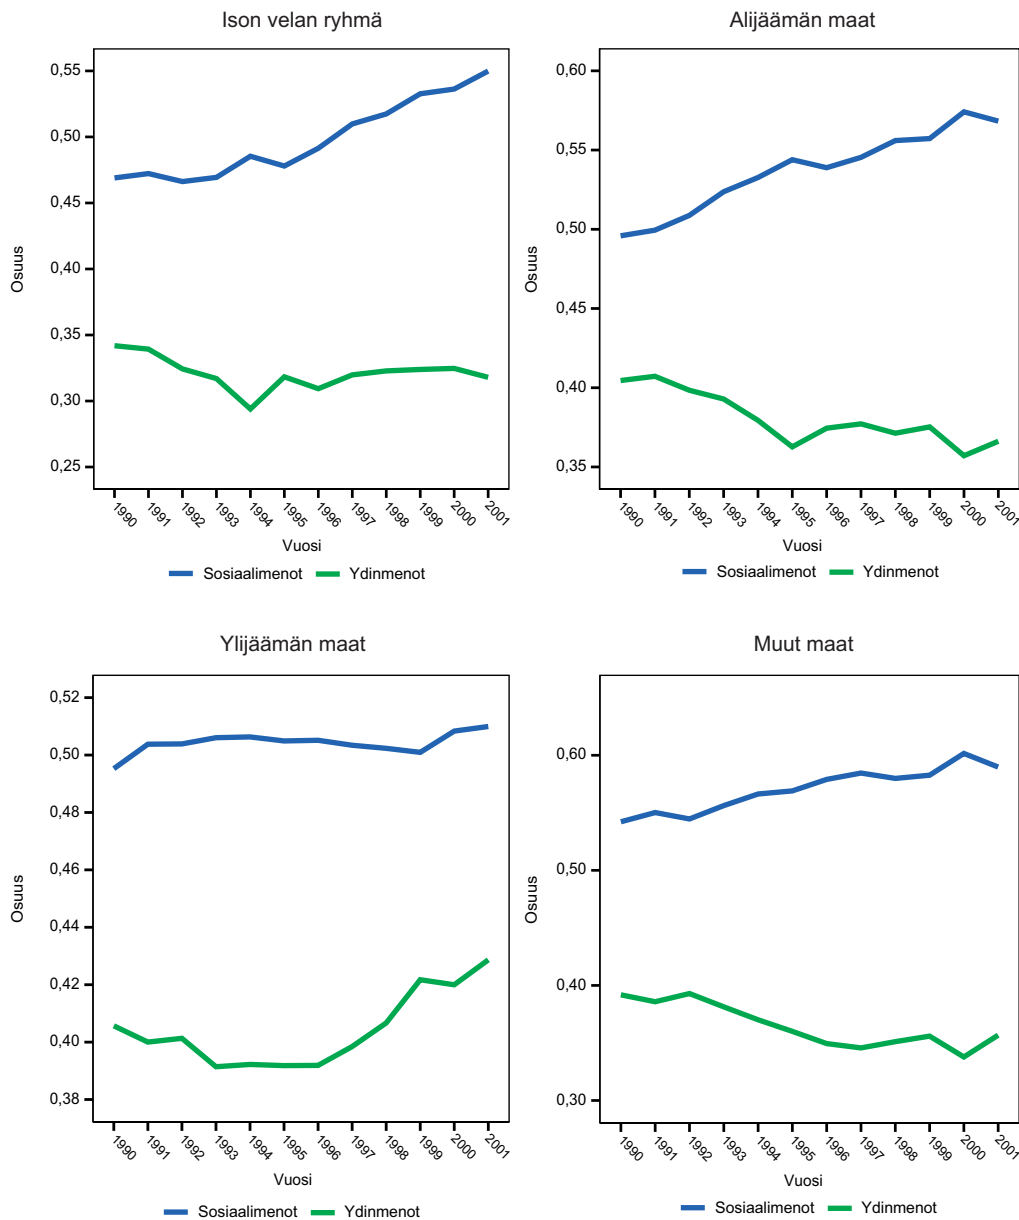 Ison velan ryhmä
0,55
0,50
0,45
0,40
0,35
0,30
0,25
Osuus
1990 1991 1992 1993 1994 1995 1996 1997 1998 1999 2000 2001
Vuosi
Sosiaalimenot Ydinmenot
Alijäämän maat
0,60
0,55
0,50
0,45
0,40
0,35
Osuus
1990 1991 1992 1993 1994 1995 1996 1997 1998 1999 2000 2001
Vuosi
Sosiaalimenot Ydinmenot
Ylijäämän maat
0,52
0,50
0,48
0,46
0,44
0,42
0,40
0,38
Osuus
1990 1991 1992 1993 1994 1995 1996 1997 1998 1999 2000 2001
Vuosi
Sosiaalimenot Ydinmenot
Muut maat
0,60
0,50
0,40
0,30
Osuus
1990 1991 1992 1993 1994 1995 1996 1997 1998 1999 2000 2001
Vuosi
Sosiaalimenot Ydinmenot